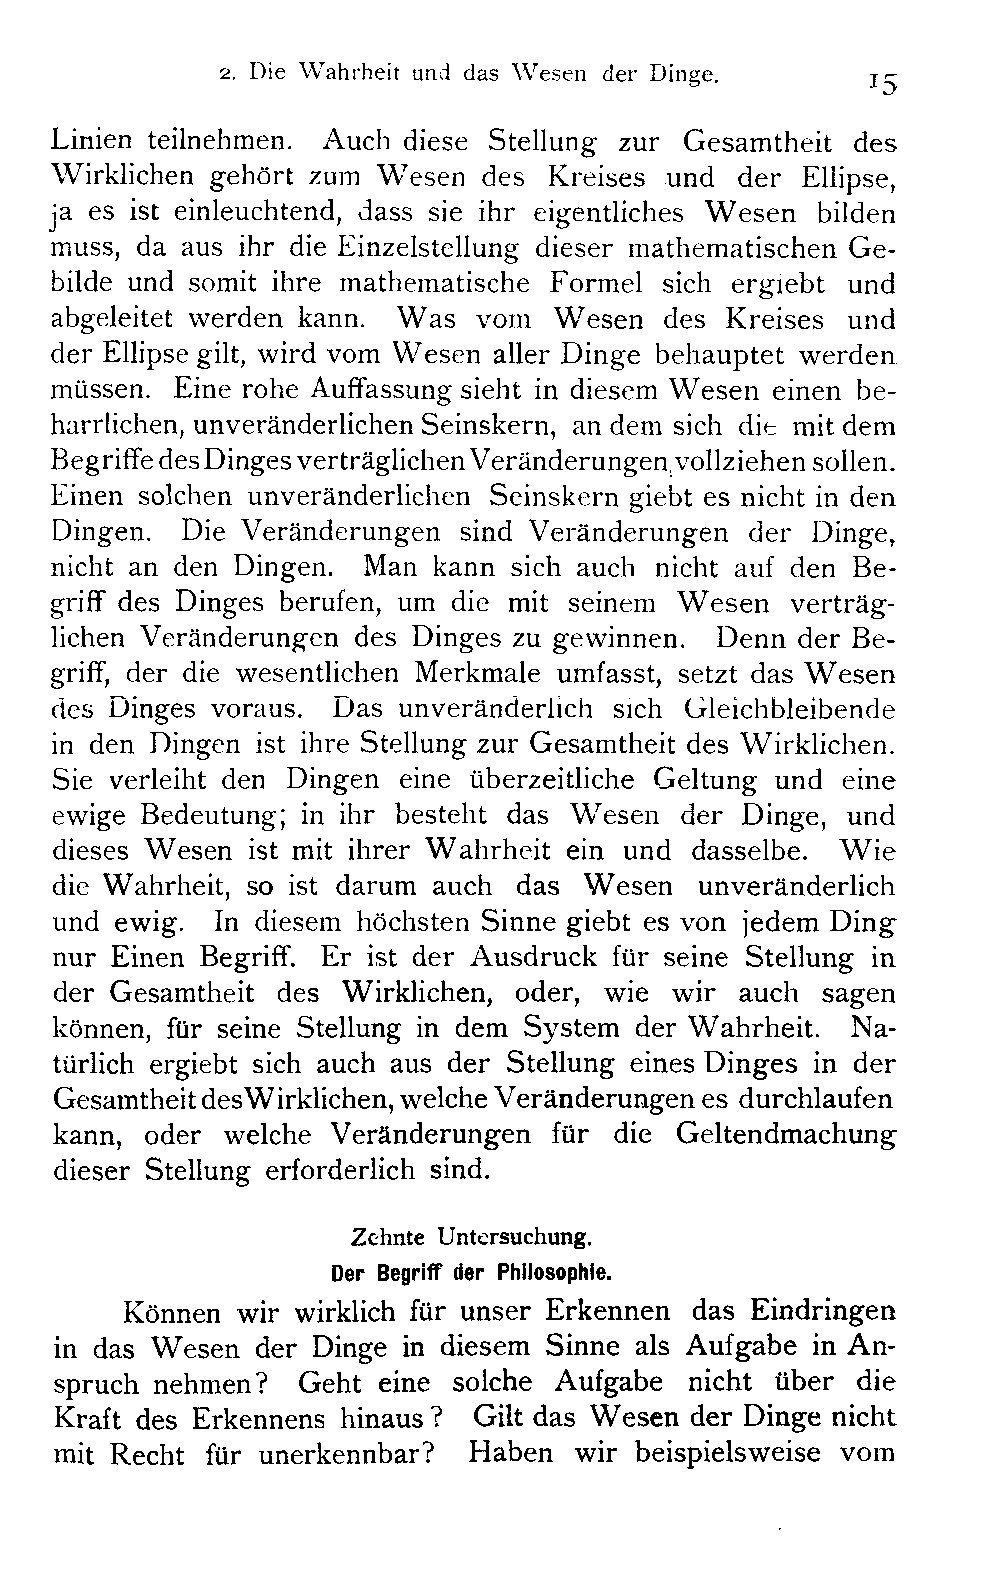 2. Die Wahrheit und das Wesen der Dinge. 15
Linien teilnehmen. Auch diese Stellung zur Gesamtheit des
Wirklichen gehört zum Wesen des Kreises und der Ellipse,
ja es ist einleuchtend, dass sie ihr eigentliches Wesen bilden
muss, da aus ihr die Einzelstellung dieser mathematischen Ge-
bilde und somit ihre mathematische Formel sich ergiebt und
abgeleitet werden kann. Was vom Wesen des Kreises und
der Ellipse gilt, wird vom Wesen aller Dinge behauptet werden
müssen. Eine rohe Auffassung sieht in diesem Wesen einen be-
harrlichen, unveränderlichen Seinskern, an dem sich die mit dem
Begriffe des Dinges verträglichen Veränderungen vollziehen sollen.
Einen solchen unveränderlichen Seinskern giebt es nicht in den
Dingen. Die Veränderungen sind Veränderungen der Dinge,
nicht an den Dingen. Man kann sich auch nicht auf den Be-
griff des Dinges berufen, um die mit seinem Wesen verträg-
lichen Veränderungen des Dinges zu gewinnen. Denn der Be-
griff, der die wesentlichen Merkmale umfasst, setzt das Wesen
des Dinges voraus. Das unveränderlich sich Gleichbleibende
in den Dingen ist ihre Stellung zur Gesamtheit des Wirklichen.
Sie verleiht den Dingen eine überzeitliche Geltung und eine
ewige Bedeutung; in ihr besteht das Wesen der Dinge, und
dieses Wesen ist mit ihrer Wahrheit ein und dasselbe. Wie
die Wahrheit, so ist darum auch das Wesen unveränderlich
und ewig. In diesem höchsten Sinne giebt es von jedem Ding
nur Einen Begriff. Er ist der Ausdruck für seine Stellung in
der Gesamtheit des Wirklichen, oder, wie wir auch sagen
können, für seine Stellung in dem System der Wahrheit. Na-
türlich ergiebt sich auch aus der Stellung eines Dinges in der
Gesamtheit des Wirklichen, welche Veränderungen es durchlaufen
kann, oder welche Veränderungen für die Geltendmachung
dieser Stellung erforderlich sind.
Zehnte Untersuchung.
Der Begriff der Philosophie.
Können wir wirklich für unser Erkennen das Eindringen
in das Wesen der Dinge in diesem Sinne als Aufgabe in An-
spruch nehmen? Geht eine solche Aufgabe nicht über die
Kraft des Erkennens hinaus? Gilt das Wesen der Dinge nicht
mit Recht für unerkennbar? Haben wir beispielsweise vom